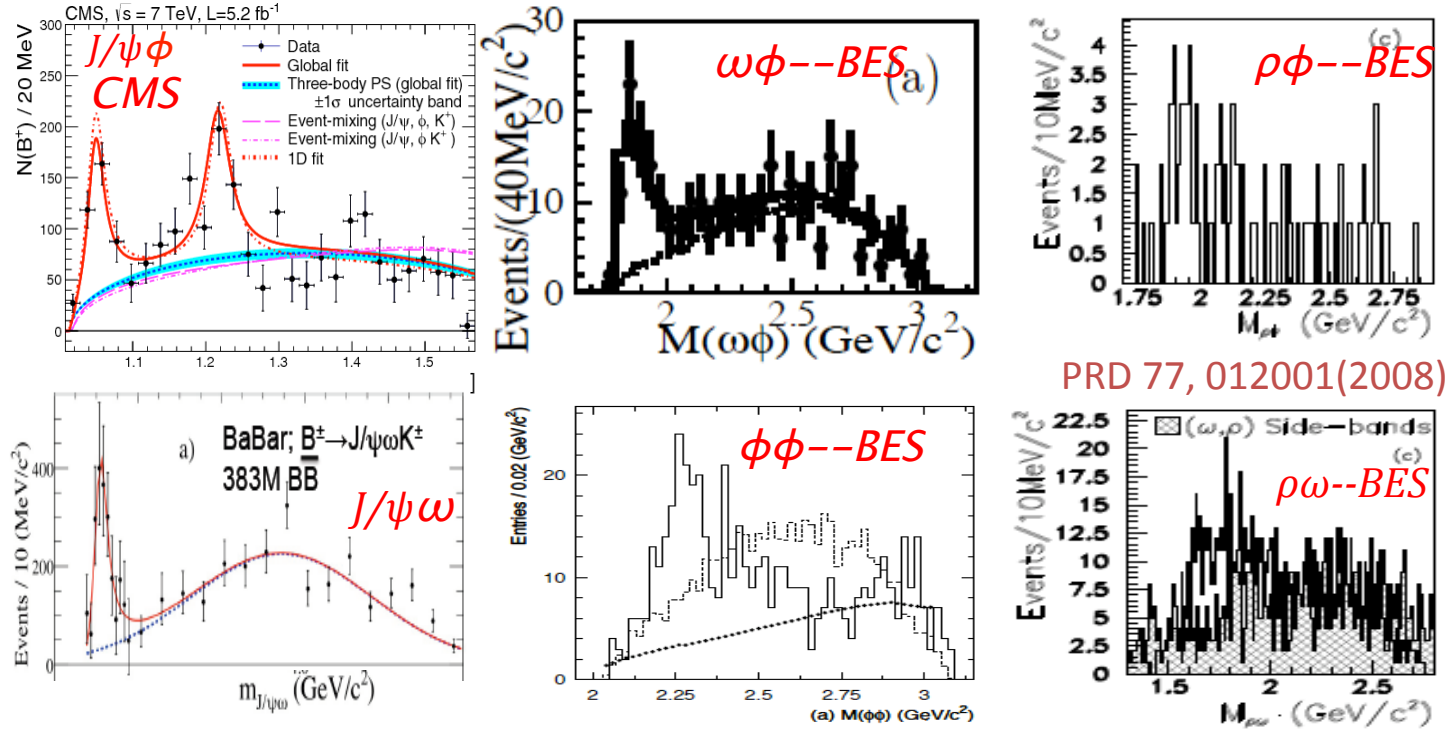 CMS, √s = 7 TeV, L=5.2 fb⁻¹
N(B⁺) / 20 MeV
300
250
200
150
100
50
0
J/ψϕ
CMS
Data
Global fit
Three-body PS (global fit)
±1σ uncertainty band
Event-mixing (J/ψ, φ, K⁺)
Event-mixing (J/ψ, φ K⁺)
1D fit
1.1 1.2 1.3 1.4 1.5
]
Events/(40MeV/c²)
30
20
10
0
ωϕ--BES
(a)
2 2.5 3
M(ωφ) (GeV/c²)
Events/10MeV/c²
4
3.5
3
2.5
2
1.5
1
0.5
0
(c)
ρϕ--BES
1.75 2 2.25 2.5 2.75
(GeV/c²)
PRD 77, 012001(2008)
Events / 10 (MeV/c²)
400
200
0
a)
BaBar; B±→J/ψωK±
383M BB̄
J/ψω
m_J/ψω (GeV/c²)
Entries / 0.02 (GeV/c²)
20
10
0
ϕϕ--BES
2 2.25 2.5 2.75 3
(a) M(φφ) (GeV/c²)
Events/10MeV/c²
22.5
20
17.5
15
12.5
10
7.5
5
2.5
0
(ω,ρ) Side-bands
(c)
ρω--BES
1.5 2 2.5
M_ρω (GeV/c²)